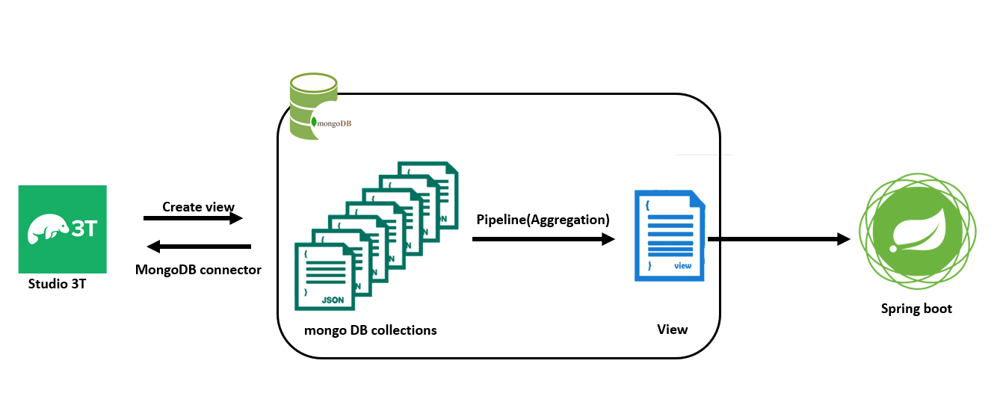 mongoDB
Create view
3T
Pipeline(Aggregation)
{
{
}
view
MongoDB connector
Studio 3T
{
}
JSON
Spring boot
mongo DB collections
View